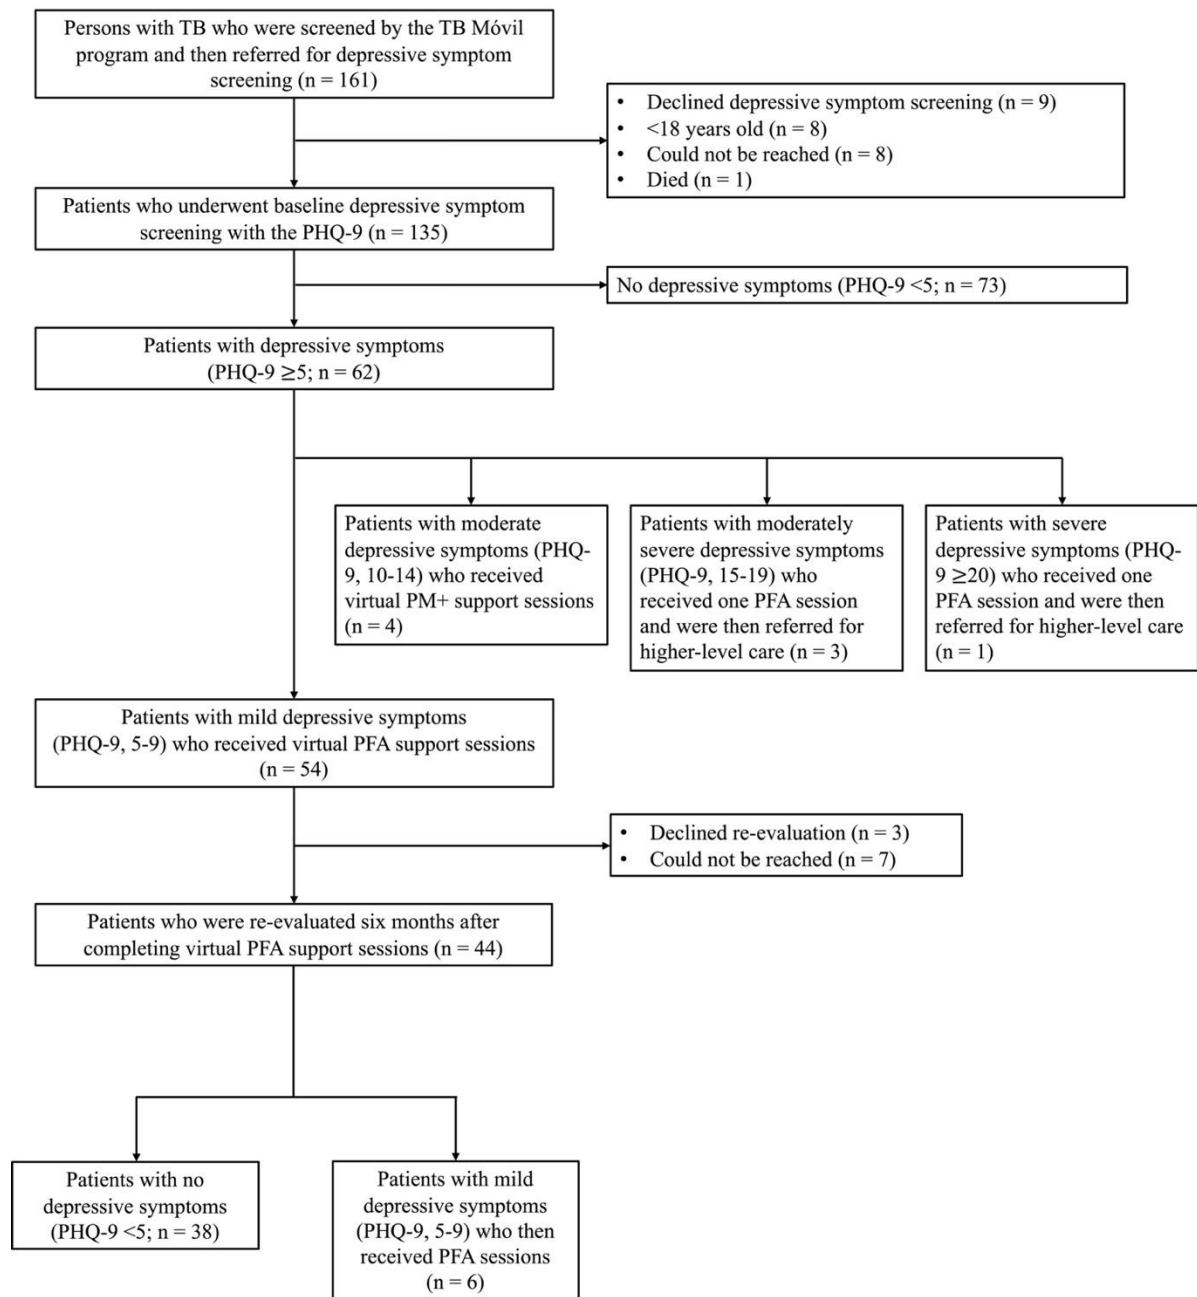 Persons with TB who were screened by the TB Móvil
program and then referred for depressive symptom
screening (n = 161)
• Declined depressive symptom screening (n = 9)
• <18 years old (n = 8)
• Could not be reached (n = 8)
• Died (n = 1)
Patients who underwent baseline depressive symptom
screening with the PHQ-9 (n = 135)
No depressive symptoms (PHQ-9 <5; n = 73)
Patients with depressive symptoms
(PHQ-9 ≥5; n = 62)
Patients with moderate
depressive symptoms (PHQ-
9, 10-14) who received
virtual PM+ support sessions
(n = 4)
Patients with moderately
severe depressive symptoms
(PHQ-9, 15-19) who
received one PFA session
and were then referred for
higher-level care (n = 3)
Patients with severe
depressive symptoms (PHQ-
9 ≥20) who received one
PFA session and were then
referred for higher-level care
(n = 1)
Patients with mild depressive symptoms
(PHQ-9, 5-9) who received virtual PFA support sessions
(n = 54)
• Declined re-evaluation (n = 3)
• Could not be reached (n = 7)
Patients who were re-evaluated six months after
completing virtual PFA support sessions (n = 44)
Patients with no
depressive symptoms
(PHQ-9 <5; n = 38)
Patients with mild
depressive symptoms
(PHQ-9, 5-9) who then
received PFA sessions
(n = 6)